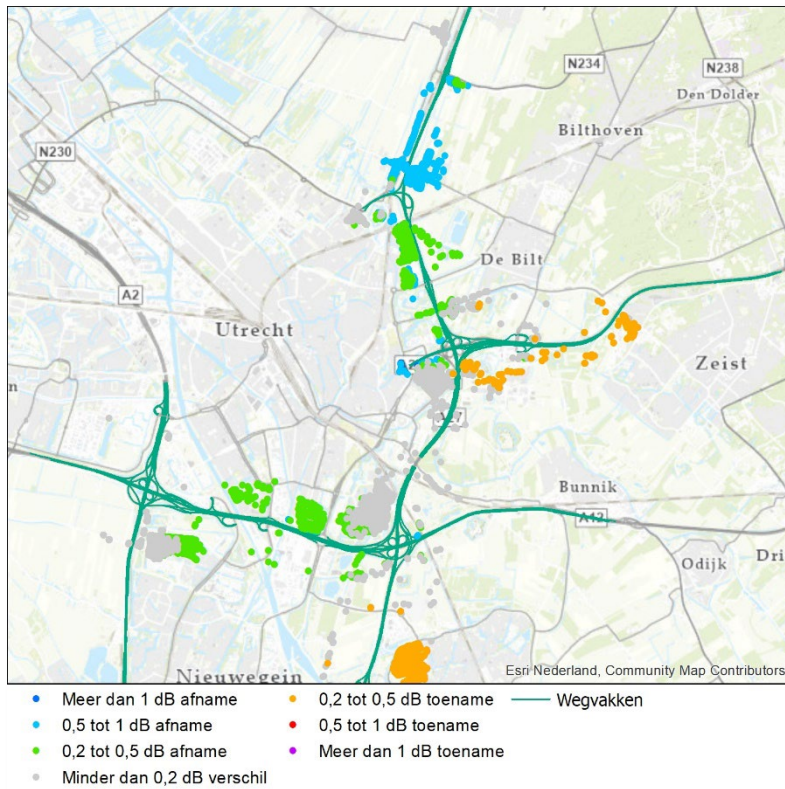 N234
N238
Den Dolder
Bilthoven
N230
De Bilt
A2
Utrecht
Zeist
Bunnik
A12
Odijk
Dri
Nieuwegein
Esri Nederland, Community Map Contributors
Meer dan 1 dB afname
0,2 tot 0,5 dB toename
Wegvakken
0,5 tot 1 dB afname
0,5 tot 1 dB toename
0,2 tot 0,5 dB afname
Meer dan 1 dB toename
Minder dan 0,2 dB verschil